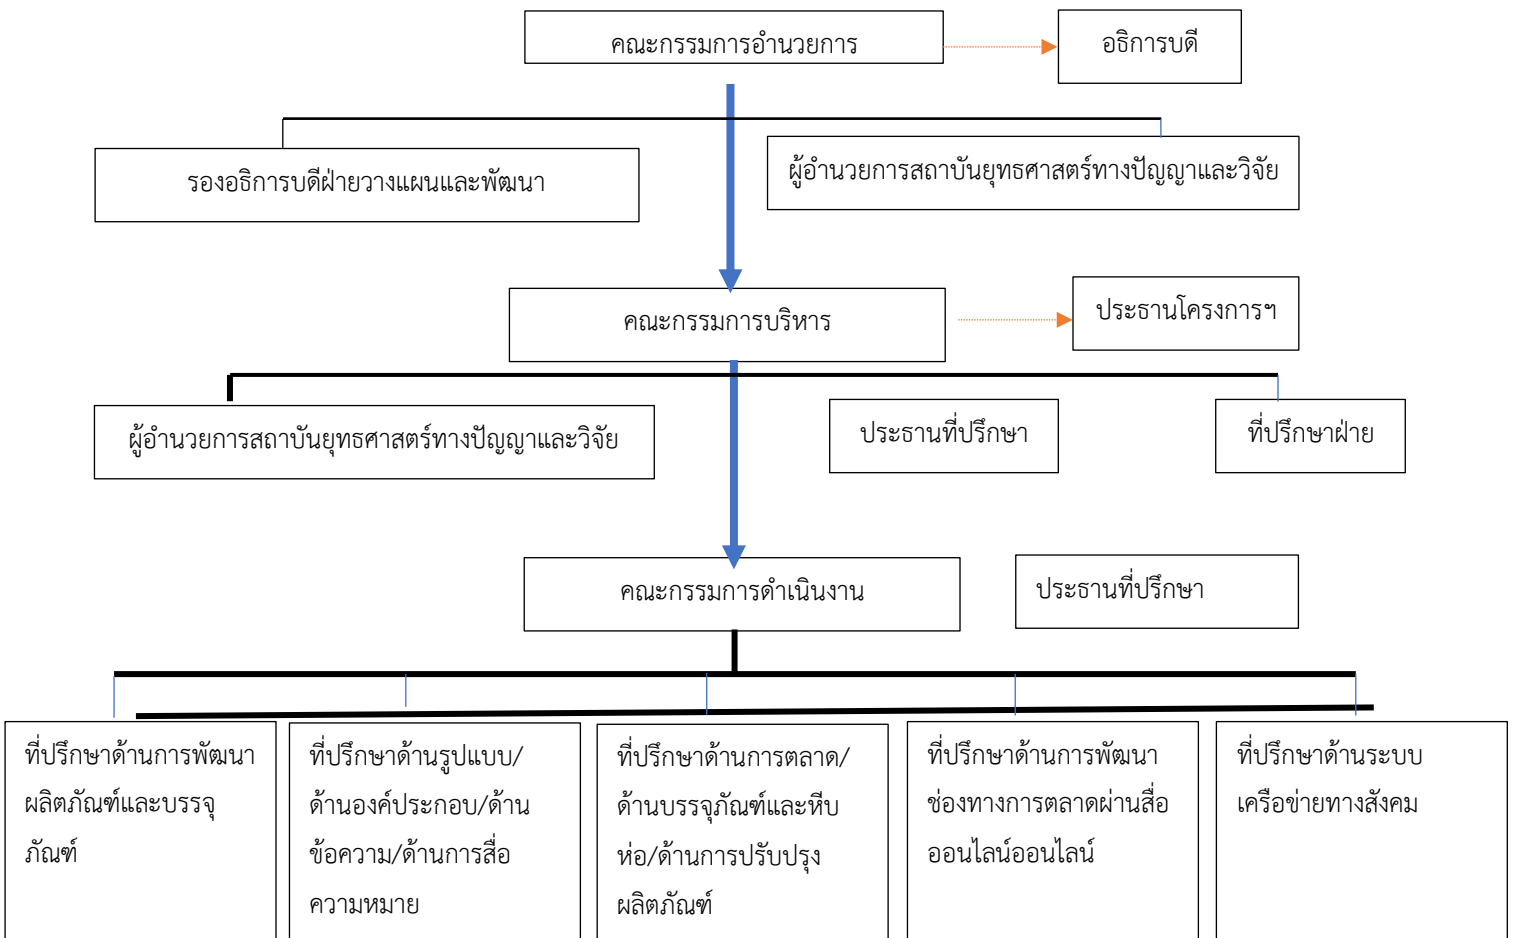 คณะกรรมการอำนวยการ
อธิการบดี
รองอธิการบดีฝ่ายวางแผนและพัฒนา
ผู้อำนวยการสถาบันยุทธศาสตร์ทางปัญญาและวิจัย
คณะกรรมการบริหาร
ประธานโครงการฯ
ผู้อำนวยการสถาบันยุทธศาสตร์ทางปัญญาและวิจัย
ประธานที่ปรึกษา
ที่ปรึกษาฝ่าย
คณะกรรมการดำเนินงาน
ประธานที่ปรึกษา
ที่ปรึกษาด้านการพัฒนา
ผลิตภัณฑ์และบรรจุ
ภัณฑ์
ที่ปรึกษาด้านรูปแบบ/
ด้านองค์ประกอบ/ด้าน
ข้อความ/ด้านการสื่อ
ความหมาย
ที่ปรึกษาด้านการตลาด/
ด้านบรรจุภัณฑ์และหีบ
ห่อ/ด้านการปรับปรุง
ผลิตภัณฑ์
ที่ปรึกษาด้านการพัฒนา
ช่องทางการตลาดผ่านสื่อ
ออนไลน์ออนไลน์
ที่ปรึกษาด้านระบบ
เครือข่ายทางสังคม